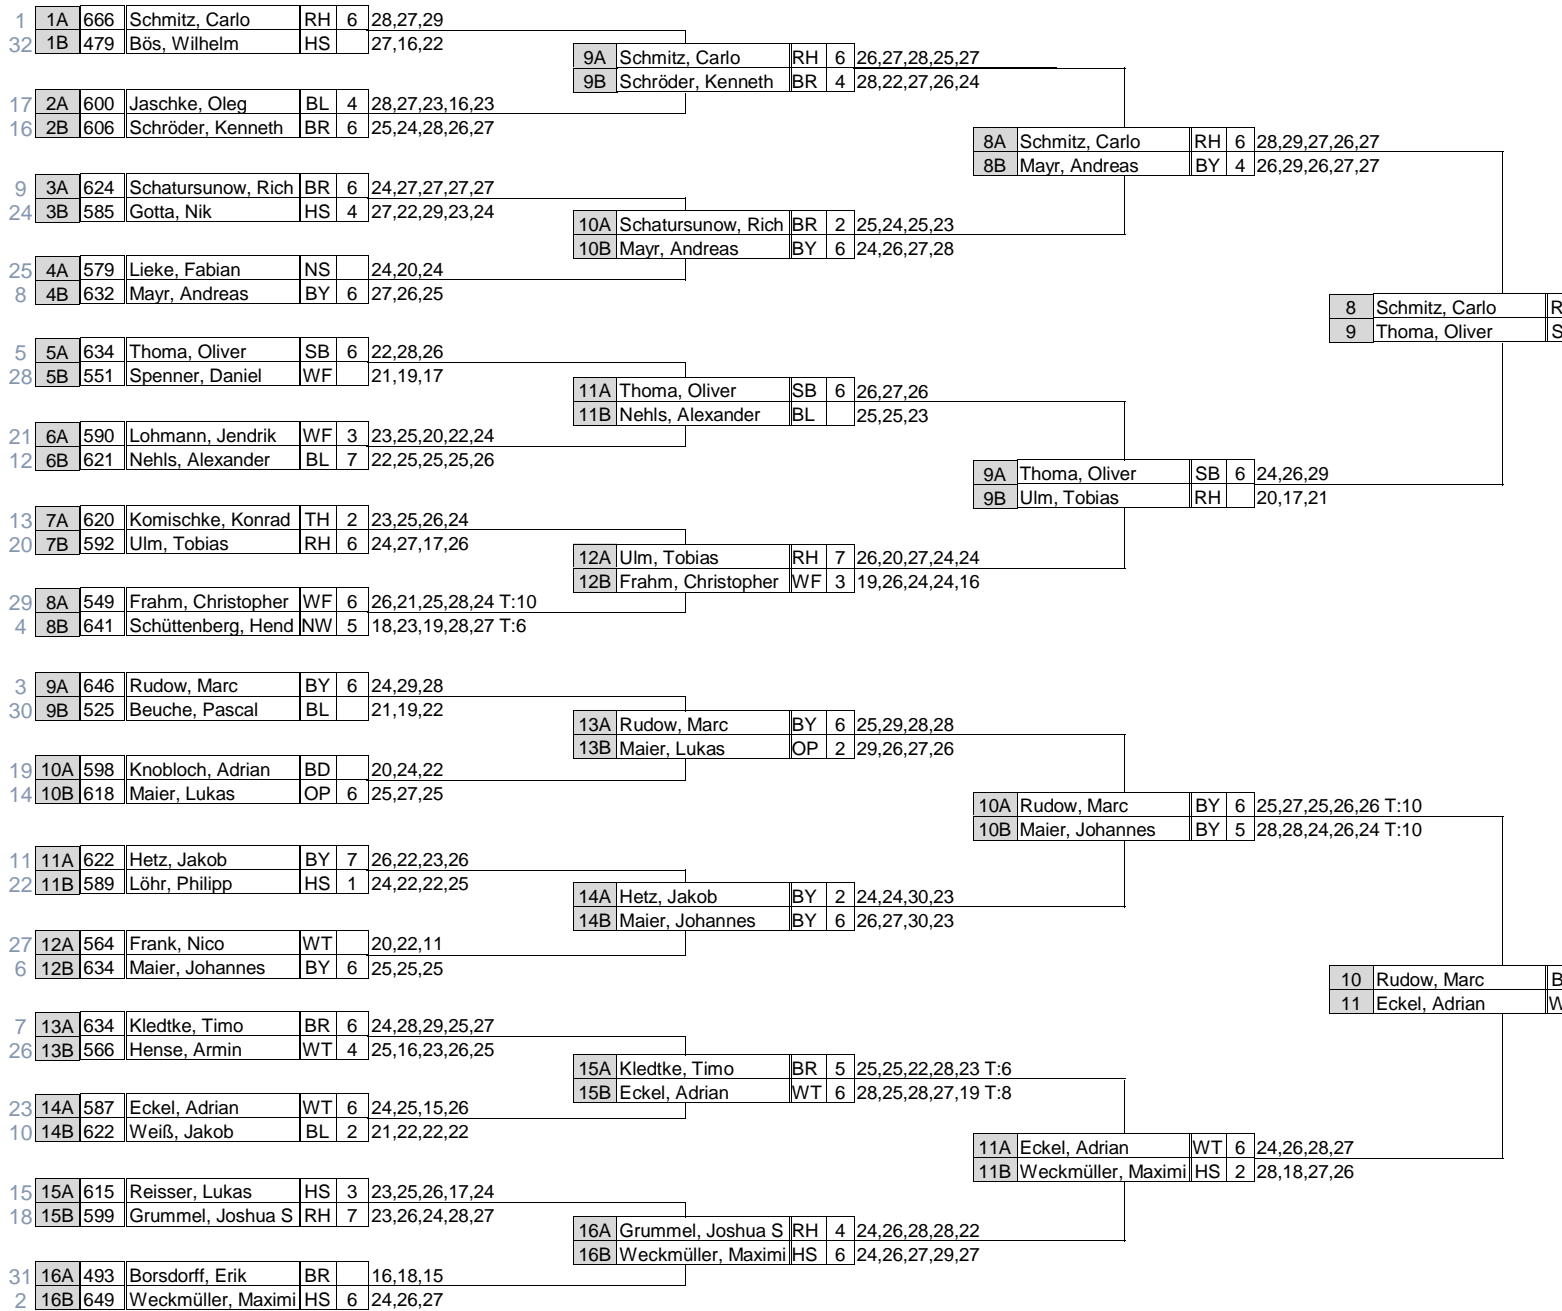 1 1A 666 Schmitz, Carlo RH 6 28,27,29
32 1B 479 Bös, Wilhelm HS 27,16,22
9A Schmitz, Carlo RH 6 26,27,28,25,27
9B Schröder, Kenneth BR 4 28,22,27,26,24
17 2A 600 Jaschke, Oleg BL 4 28,27,23,16,23
16 2B 606 Schröder, Kenneth BR 6 25,24,28,26,27
8A Schmitz, Carlo RH 6 28,29,27,26,27
8B Mayr, Andreas BY 4 26,29,26,27,27
9 3A 624 Schatursunow, Rich BR 6 24,27,27,27,27
24 3B 585 Gotta, Nik HS 4 27,22,29,23,24
10A Schatursunow, Rich BR 2 25,24,25,23
10B Mayr, Andreas BY 6 24,26,27,28
25 4A 579 Lieke, Fabian NS 24,20,24
8 4B 632 Mayr, Andreas BY 6 27,26,25
8 Schmitz, Carlo R
9 Thoma, Oliver S
5 5A 634 Thoma, Oliver SB 6 22,28,26
28 5B 551 Spenner, Daniel WF 21,19,17
11A Thoma, Oliver SB 6 26,27,26
11B Nehls, Alexander BL 25,25,23
21 6A 590 Lohmann, Jendrik WF 3 23,25,20,22,24
12 6B 621 Nehls, Alexander BL 7 22,25,25,25,26
9A Thoma, Oliver SB 6 24,26,29
9B Ulm, Tobias RH 20,17,21
13 7A 620 Komischke, Konrad TH 2 23,25,26,24
20 7B 592 Ulm, Tobias RH 6 24,27,17,26
12A Ulm, Tobias RH 7 26,20,27,24,24
12B Frahm, Christopher WF 3 19,26,24,24,16
29 8A 549 Frahm, Christopher WF 6 26,21,25,28,24 T:10
4 8B 641 Schüttenberg, Hend NW 5 18,23,19,28,27 T:6
3 9A 646 Rudow, Marc BY 6 24,29,28
30 9B 525 Beuche, Pascal BL 21,19,22
13A Rudow, Marc BY 6 25,29,28,28
13B Maier, Lukas OP 2 29,26,27,26
19 10A 598 Knobloch, Adrian BD 20,24,22
14 10B 618 Maier, Lukas OP 6 25,27,25
10A Rudow, Marc BY 6 25,27,25,26,26 T:10
10B Maier, Johannes BY 5 28,28,24,26,24 T:10
11 11A 622 Hetz, Jakob BY 7 26,22,23,26
22 11B 589 Löhr, Philipp HS 1 24,22,22,25
14A Hetz, Jakob BY 2 24,24,30,23
14B Maier, Johannes BY 6 26,27,30,23
27 12A 564 Frank, Nico WT 20,22,11
6 12B 634 Maier, Johannes BY 6 25,25,25
10 Rudow, Marc B
11 Eckel, Adrian W
7 13A 634 Kledtke, Timo BR 6 24,28,29,25,27
26 13B 566 Hense, Armin WT 4 25,16,23,26,25
15A Kledtke, Timo BR 5 25,25,22,28,23 T:6
15B Eckel, Adrian WT 6 28,25,28,27,19 T:8
23 14A 587 Eckel, Adrian WT 6 24,25,15,26
10 14B 622 Weiß, Jakob BL 2 21,22,22,22
11A Eckel, Adrian WT 6 24,26,28,27
11B Weckmüller, Maximi HS 2 28,18,27,26
15 15A 615 Reisser, Lukas HS 3 23,25,26,17,24
18 15B 599 Grummel, Joshua S RH 7 23,26,24,28,27
16A Grummel, Joshua S RH 4 24,26,28,28,22
16B Weckmüller, Maximi HS 6 24,26,27,29,27
31 16A 493 Borsdorff, Erik BR 16,18,15
2 16B 649 Weckmüller, Maximi HS 6 24,26,27